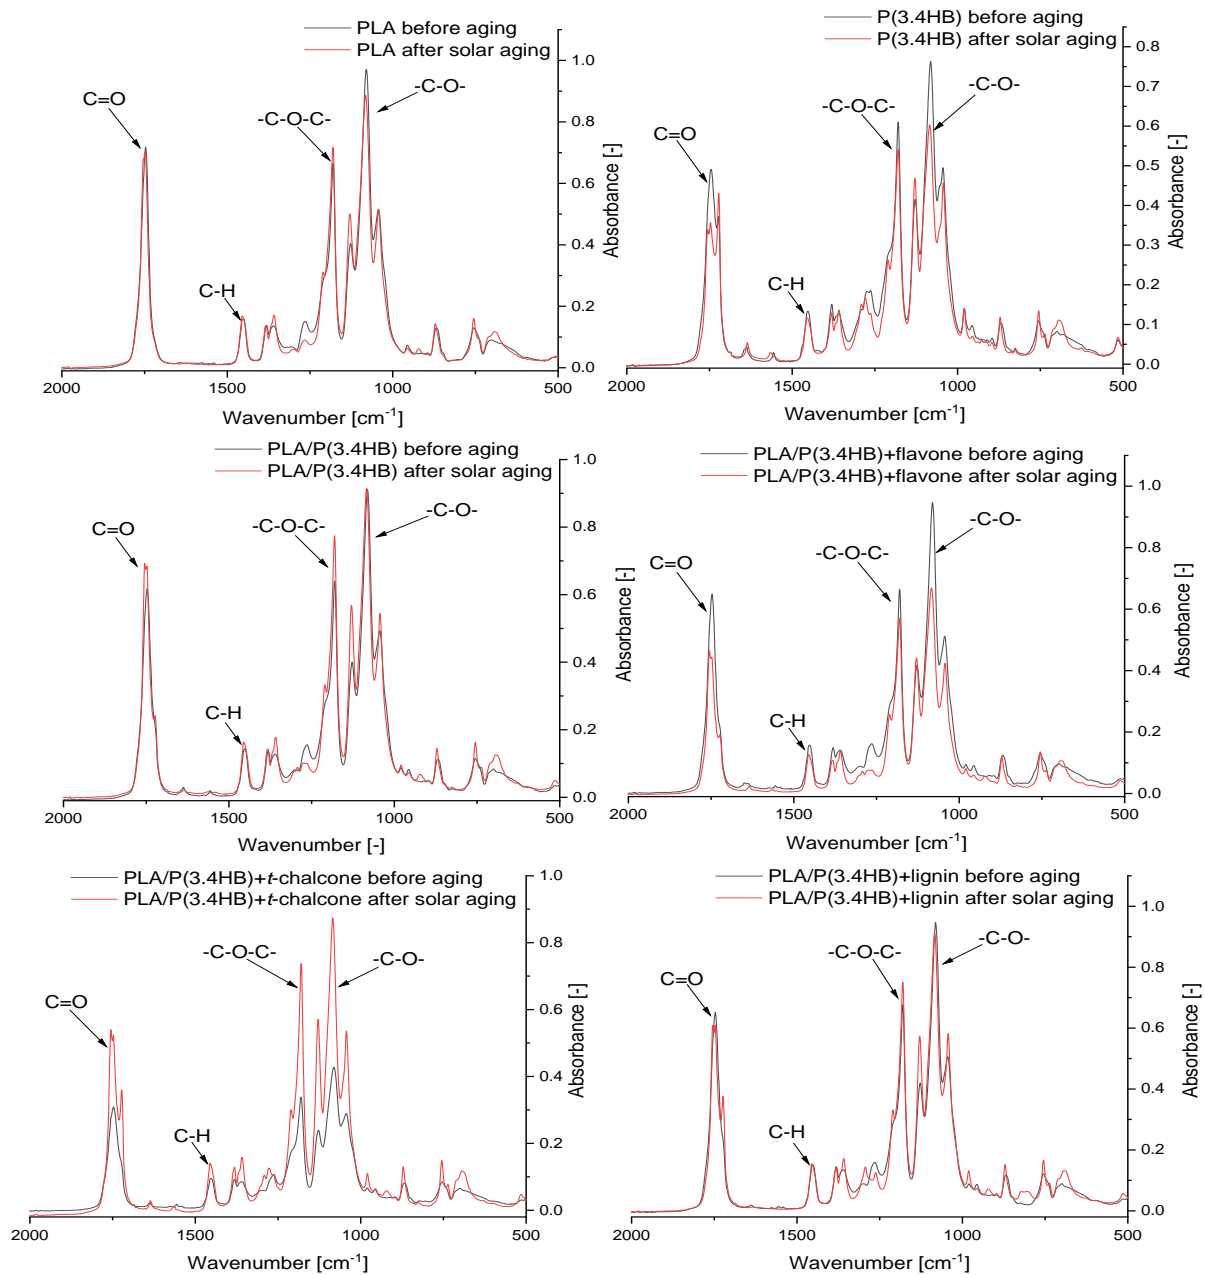 PLA before aging
PLA after solar aging
C=O
-C-O-C-
-C-O-
C-H
0.0
0.2
0.4
0.6
0.8
1.0
Absorbance [-]
2000 1500 1000 500
Wavenumber [cm⁻¹]
P(3.4HB) before aging
P(3.4HB) after solar aging
C=O
-C-O-C-
-C-O-
C-H
0.0
0.1
0.2
0.3
0.4
0.5
0.6
0.7
0.8
Absorbance [-]
2000 1500 1000 500
Wavenumber [cm⁻¹]
PLA/P(3.4HB) before aging
PLA/P(3.4HB) after solar aging
C=O
-C-O-C-
-C-O-
C-H
0.0
0.2
0.4
0.6
0.8
1.0
Absorbance [-]
2000 1500 1000 500
Wavenumber [-]
PLA/P(3.4HB)+flavone before aging
PLA/P(3.4HB)+flavone after solar aging
C=O
-C-O-C-
-C-O-
C-H
0.0
0.2
0.4
0.6
0.8
1.0
Absorbance [-]
2000 1500 1000 500
Wavenumber [cm⁻¹]
PLA/P(3.4HB)+t-chalcone before aging
PLA/P(3.4HB)+t-chalcone after solar aging
C=O
-C-O-C-
-C-O-
C-H
0.0
0.2
0.4
0.6
0.8
1.0
Absorbance [-]
2000 1500 1000 500
Wavenumber [cm⁻¹]
PLA/P(3.4HB)+lignin before aging
PLA/P(3.4HB)+lignin after solar aging
C=O
-C-O-C-
-C-O-
C-H
0.0
0.2
0.4
0.6
0.8
1.0
Absorbance [-]
2000 1500 1000 500
Wavenumber [cm⁻¹]